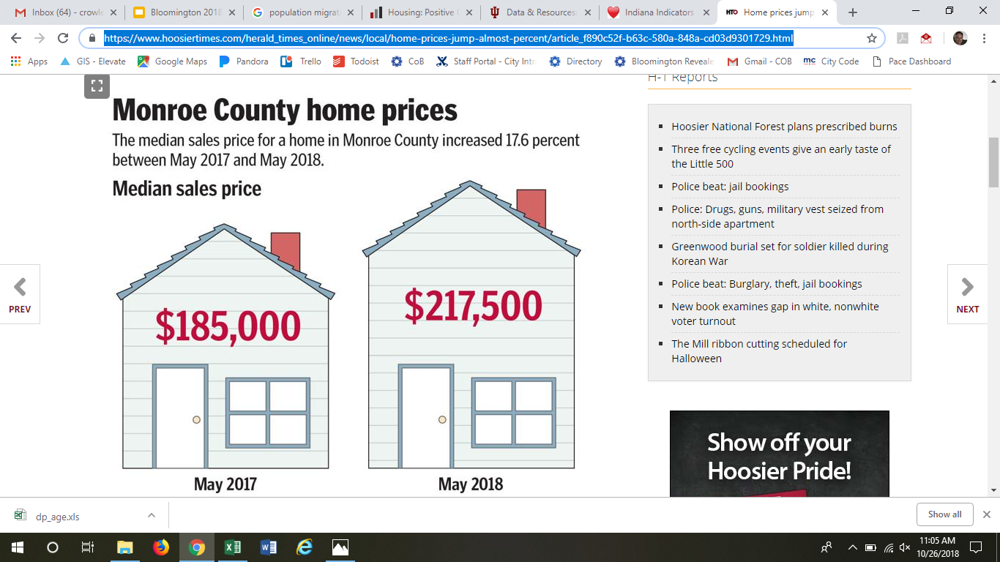 Inbox (64) - crowle
Bloomington 2018
population migrat
Housing: Positive
Data & Resources
Indiana Indicators
HTO Home prices jump
https://www.hoosiertimes.com/herald_times_online/news/local/home-prices-jump-almost-percent/article_f890c52f-b63c-580a-848a-cd03d9301729.html
Apps
GIS - Elevate
Google Maps
Pandora
Trello
Todoist
CoB
Staff Portal - City Intr
Directory
Bloomington Reveale
Gmail - COB
mc City Code
Pace Dashboard
H-T Reports
Monroe County home prices
The median sales price for a home in Monroe County increased 17.6 percent
between May 2017 and May 2018.
Median sales price
$185,000
$217,500
May 2017
May 2018
PREV
NEXT
Hoosier National Forest plans prescribed burns
Three free cycling events give an early taste of
the Little 500
Police beat: jail bookings
Police: Drugs, guns, military vest seized from
north-side apartment
Greenwood burial set for soldier killed during
Korean War
Police beat: Burglary, theft, jail bookings
New book examines gap in white, nonwhite
voter turnout
The Mill ribbon cutting scheduled for
Halloween
Show off your
Hoosier Pride!
dp_age.xls
Show all
11:05 AM
10/26/2018